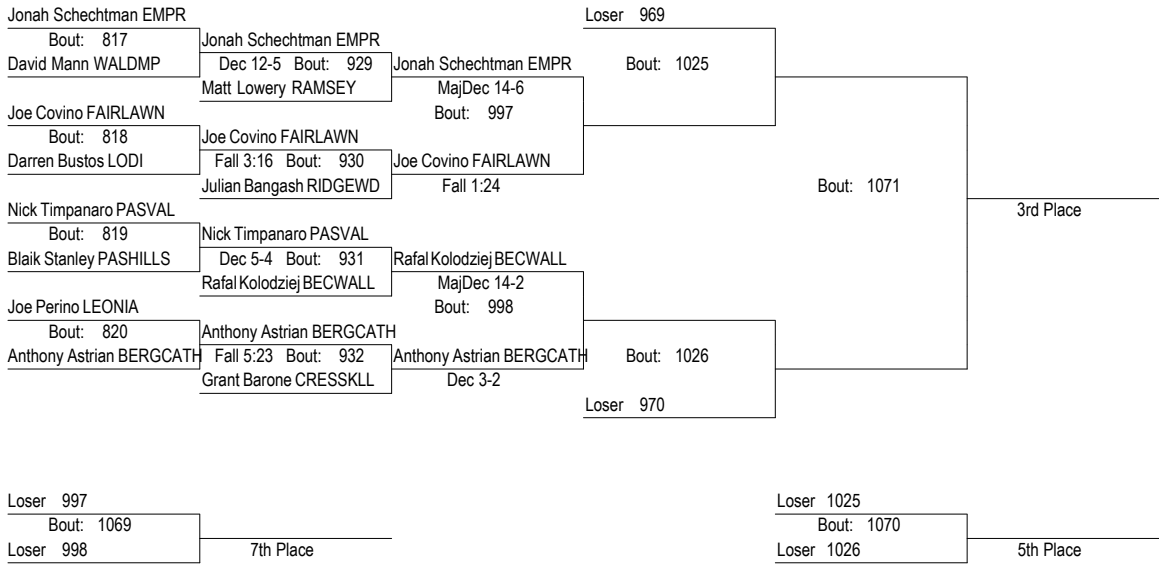 Jonah Schechtman EMPR
Loser 969
Bout: 817
Jonah Schechtman EMPR
David Mann WALDMP
Dec 12-5 Bout: 929
Jonah Schechtman EMPR
Bout: 1025
Matt Lowery RAMSEY
MajDec 14-6
Joe Covino FAIRLAWN
Bout: 997
Bout: 818
Joe Covino FAIRLAWN
Darren Bustos LODI
Fall 3:16 Bout: 930
Joe Covino FAIRLAWN
Julian Bangash RIDGEWD
Fall 1:24
Bout: 1071
Nick Timpanaro PASVAL
3rd Place
Bout: 819
Nick Timpanaro PASVAL
Blaik Stanley PASHILLS
Dec 5-4 Bout: 931
Rafal Kolodziej BECWALL
Rafal Kolodziej BECWALL
MajDec 14-2
Joe Perino LEONIA
Bout: 998
Bout: 820
Anthony Astrian BERGCATH
Anthony Astrian BERGCATH
Fall 5:23 Bout: 932
Anthony Astrian BERGCATH
Bout: 1026
Grant Barone CRESSKLL
Dec 3-2
Loser 970
Loser 997
Loser 1025
Bout: 1069
Bout: 1070
Loser 998
7th Place
Loser 1026
5th Place